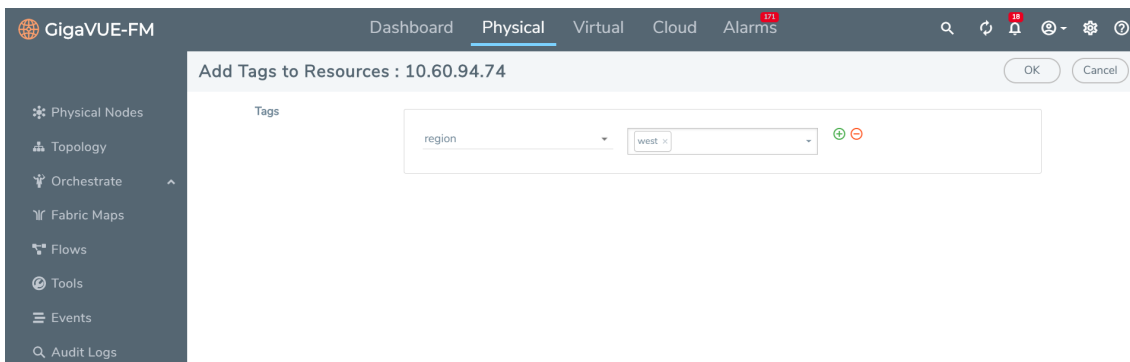 GigaVUE-FM
Dashboard Physical Virtual Cloud Alarms 171 18
Add Tags to Resources : 10.60.94.74 OK Cancel
Physical Nodes
Topology
Orchestrate
Fabric Maps
Flows
Tools
Events
Audit Logs
Tags
region west ×